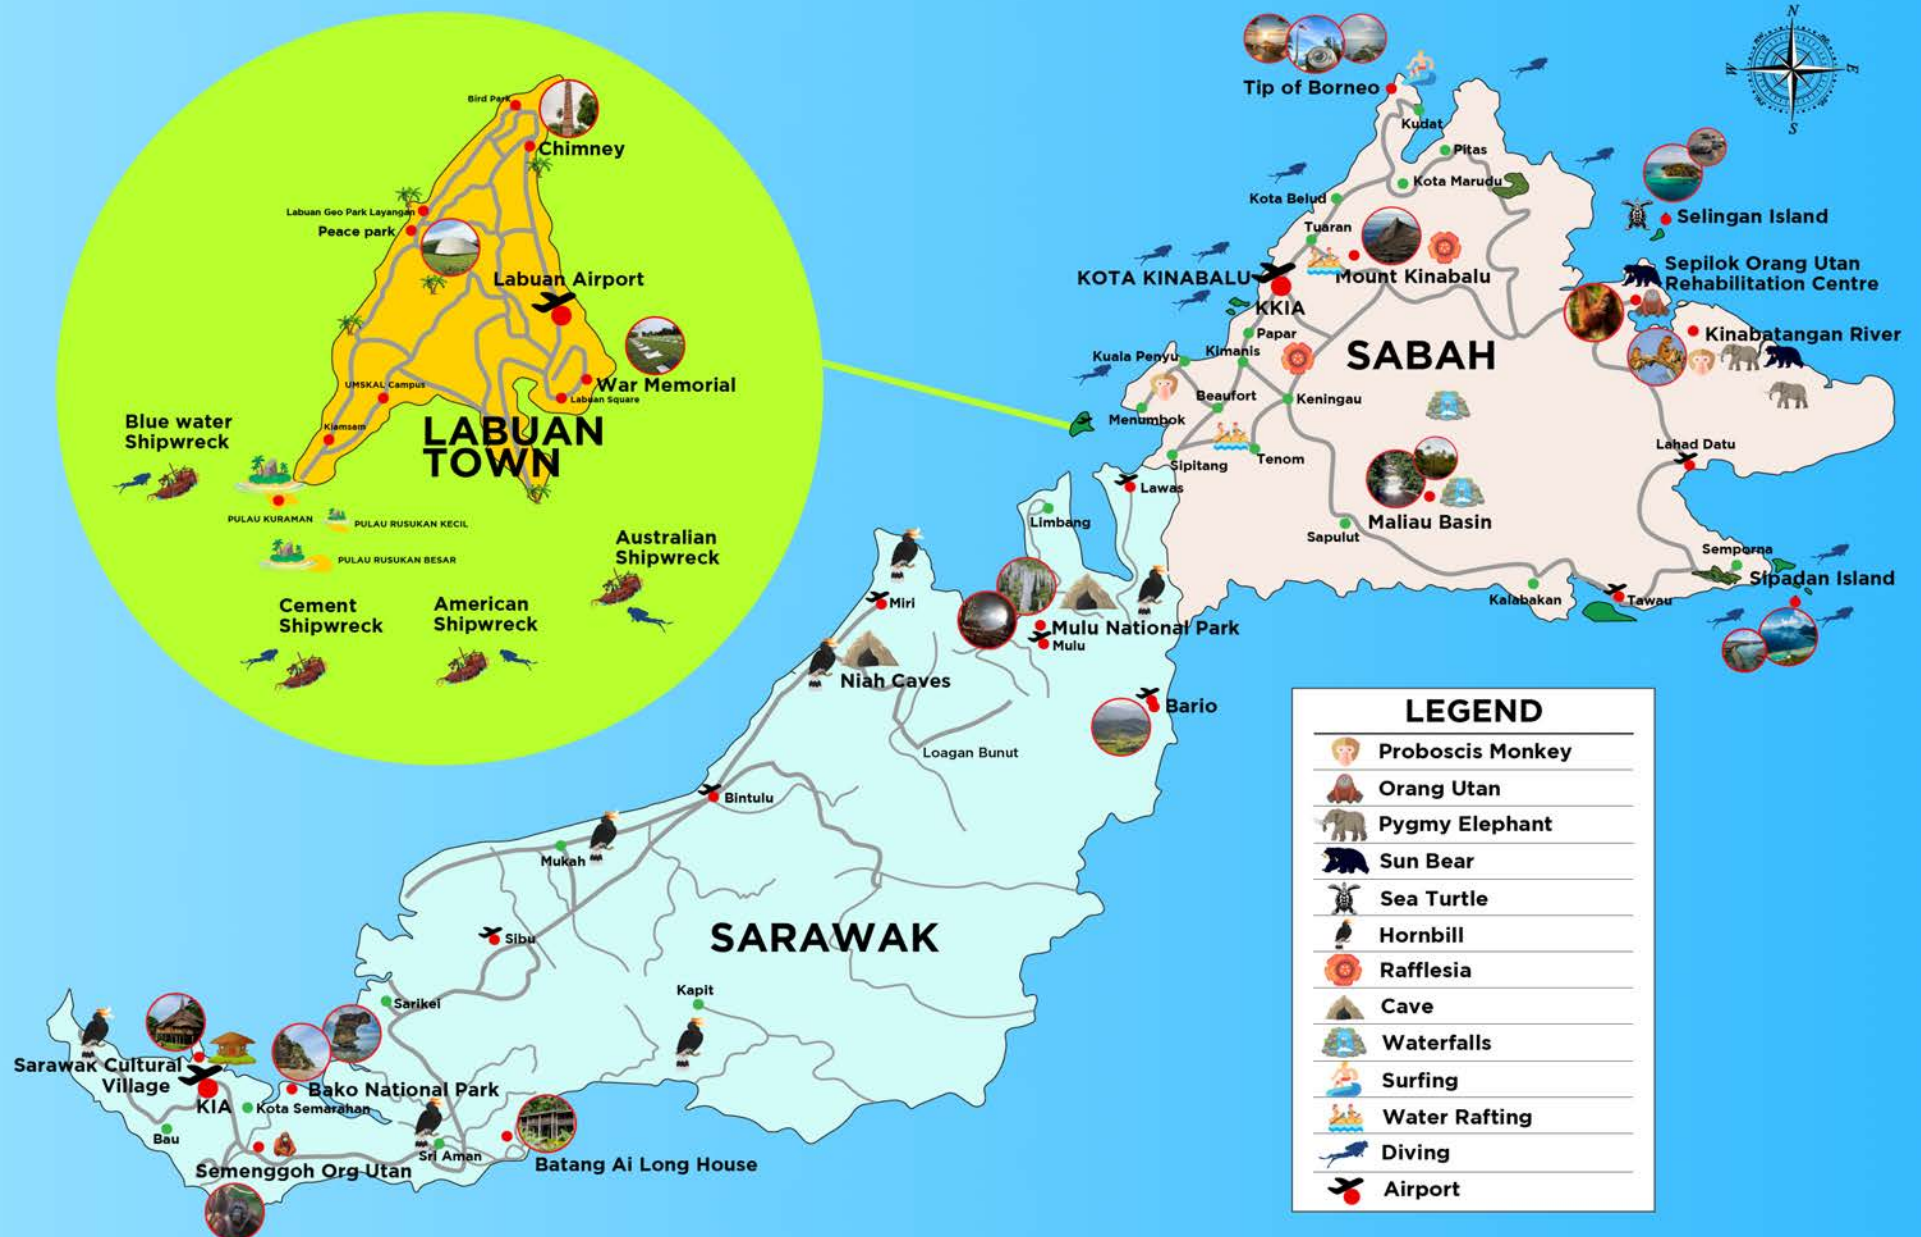 Bird Park
Chimney
Labuan Geo Park Layangan
Peace park
Labuan Airport
War Memorial
Labuan Square
UMSKAL Campus
Kiamsam
LABUAN
TOWN
Blue water
Shipwreck
PULAU KURAMAN
PULAU RUSUKAN KECIL
PULAU RUSUKAN BESAR
Australian
Shipwreck
Cement
Shipwreck
American
Shipwreck
N
W
E
S
Tip of Borneo
Kudat
Pitas
Kota Marudu
Kota Belud
Tuaran
Selingan Island
KOTA KINABALU
Mount Kinabalu
KKIA
Sepilok Orang Utan
Rehabilitation Centre
Kinabatangan River
Papar
Kimanis
Kuala Penyu
SABAH
Beaufort
Keningau
Menumbok
Sipitang
Tenom
Lahad Datu
Maliau Basin
Sapulut
Semporna
Sipadan Island
Kalabakan
Tawau
Lawas
Limbang
Miri
Mulu National Park
Mulu
Niah Caves
Bario
Loagan Bunut
Bintulu
Mukah
SARAWAK
Sibu
Kapit
Sarikei
Sarawak Cultural
Village
KIA
Bako National Park
Kota Semarahan
Bau
Semenggoh Org Utan
Sri Aman
Batang Ai Long House
LEGEND
Proboscis Monkey
Orang Utan
Pygmy Elephant
Sun Bear
Sea Turtle
Hornbill
Rafflesia
Cave
Waterfalls
Surfing
Water Rafting
Diving
Airport